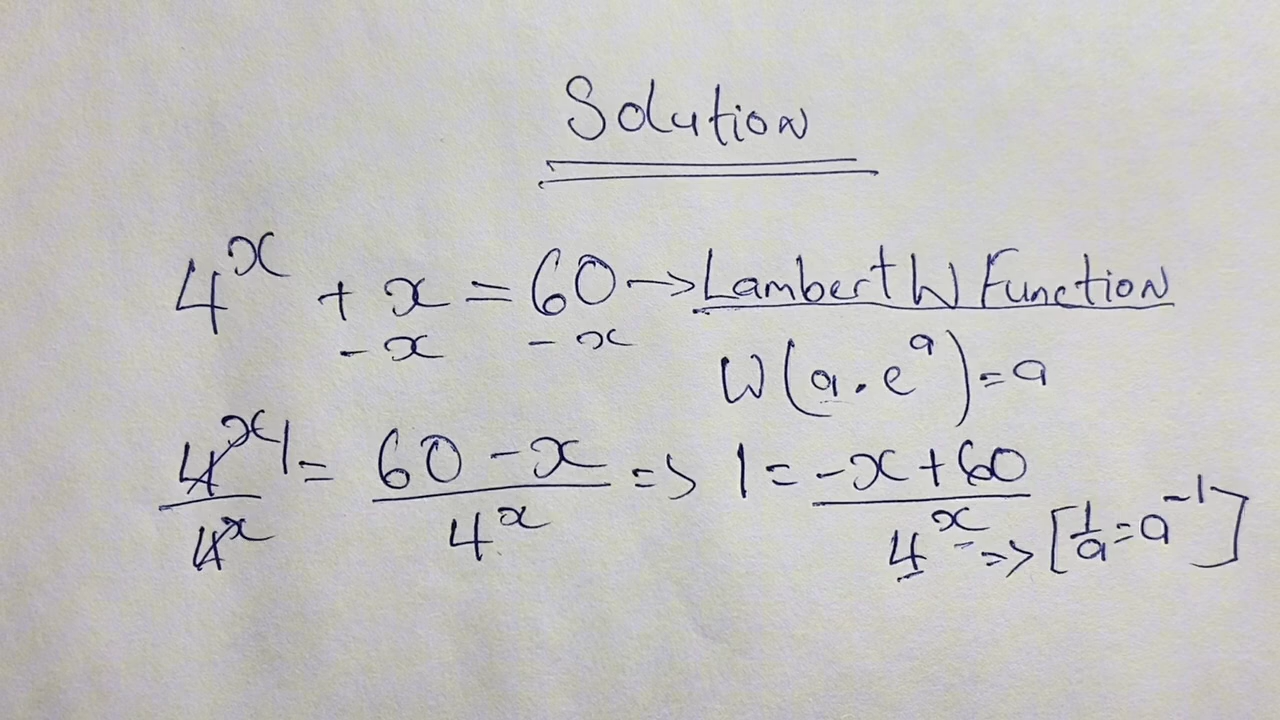 Solution
4^x + x = 60 -> Lambert W Function
-x -x
W(a.e^a) = a
4^x/4^x 1 = 60 - x/4^x => 1 = -x + 60/4^x => [1/a = a^-1]